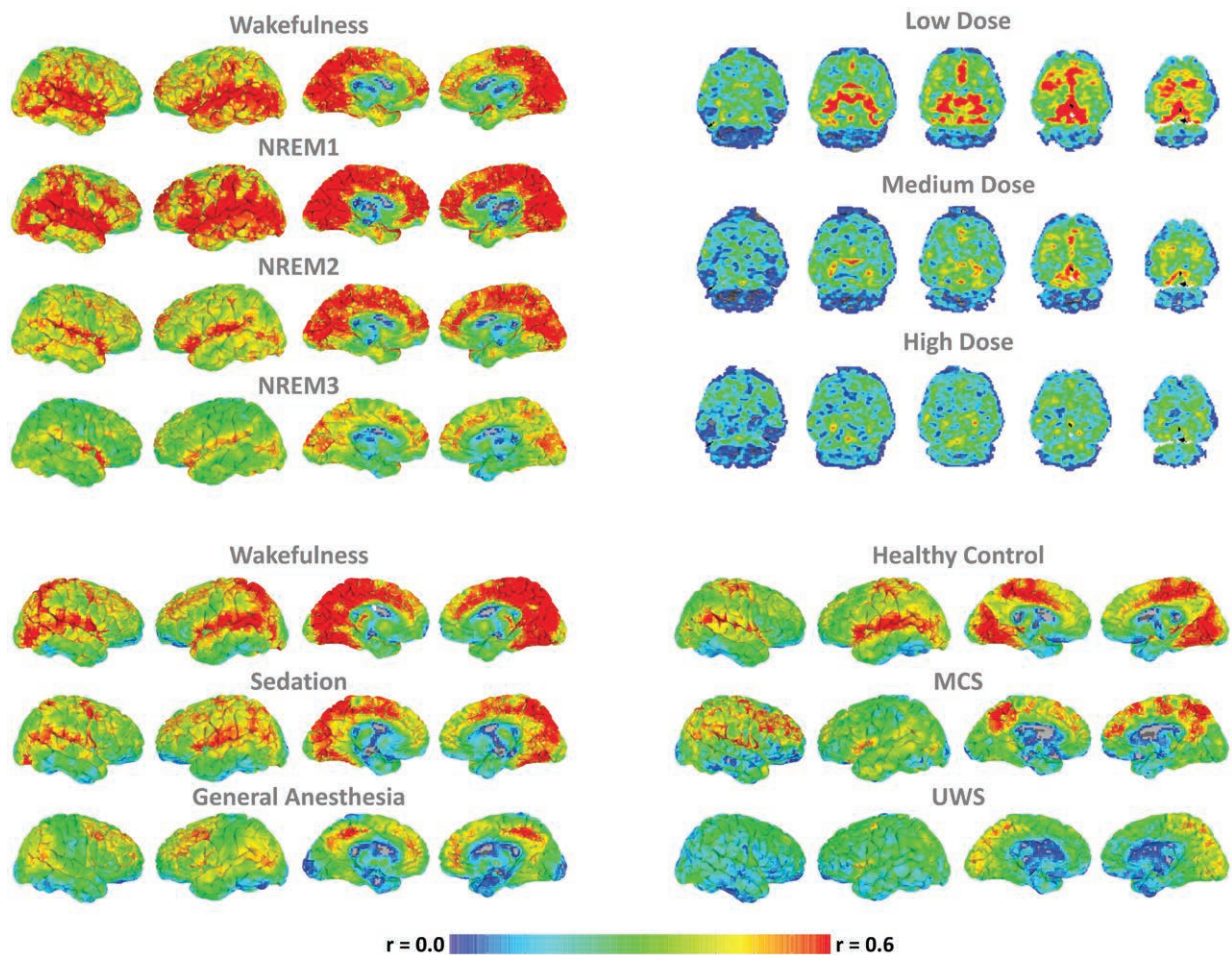 Wakefulness
NREM1
NREM2
NREM3
Low Dose
Medium Dose
High Dose
Wakefulness
Sedation
General Anesthesia
Healthy Control
MCS
UWS
r = 0.0
r = 0.6